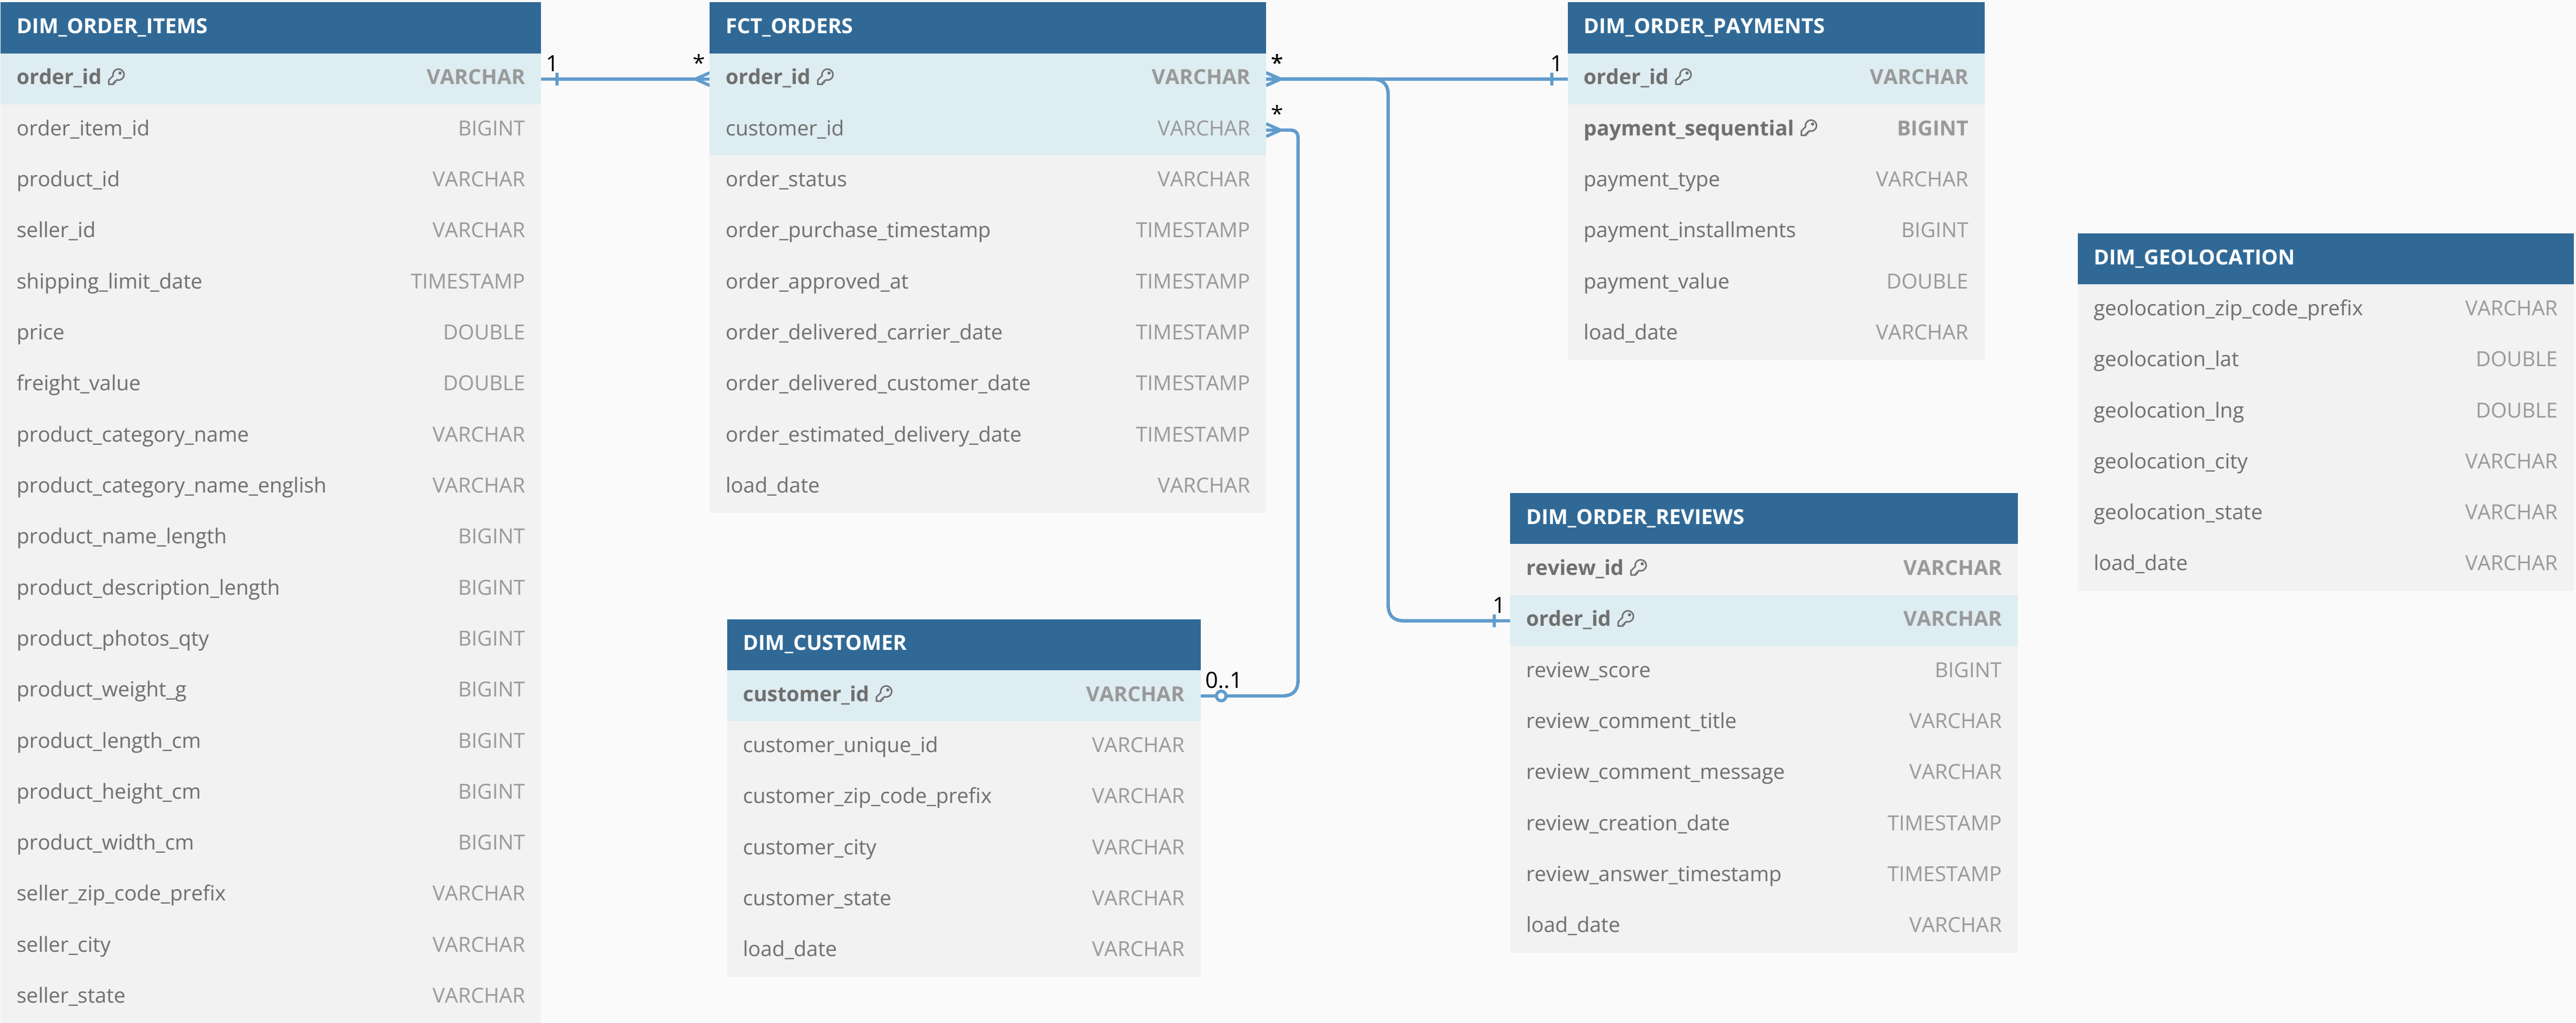 DIM_ORDER_ITEMS
order_id VARCHAR
order_item_id BIGINT
product_id VARCHAR
seller_id VARCHAR
shipping_limit_date TIMESTAMP
price DOUBLE
freight_value DOUBLE
product_category_name VARCHAR
product_category_name_english VARCHAR
product_name_length BIGINT
product_description_length BIGINT
product_photos_qty BIGINT
product_weight_g BIGINT
product_length_cm BIGINT
product_height_cm BIGINT
product_width_cm BIGINT
seller_zip_code_prefix VARCHAR
seller_city VARCHAR
seller_state VARCHAR
1 *
FCT_ORDERS
order_id VARCHAR
customer_id VARCHAR
order_status VARCHAR
order_purchase_timestamp TIMESTAMP
order_approved_at TIMESTAMP
order_delivered_carrier_date TIMESTAMP
order_delivered_customer_date TIMESTAMP
order_estimated_delivery_date TIMESTAMP
load_date VARCHAR
* 1
*
DIM_CUSTOMER
customer_id VARCHAR
customer_unique_id VARCHAR
customer_zip_code_prefix VARCHAR
customer_city VARCHAR
customer_state VARCHAR
load_date VARCHAR
0..1
DIM_ORDER_PAYMENTS
order_id VARCHAR
payment_sequential BIGINT
payment_type VARCHAR
payment_installments BIGINT
payment_value DOUBLE
load_date VARCHAR
DIM_ORDER_REVIEWS
review_id VARCHAR
1
order_id VARCHAR
review_score BIGINT
review_comment_title VARCHAR
review_comment_message VARCHAR
review_creation_date TIMESTAMP
review_answer_timestamp TIMESTAMP
load_date VARCHAR
DIM_GEOLOCATION
geolocation_zip_code_prefix VARCHAR
geolocation_lat DOUBLE
geolocation_lng DOUBLE
geolocation_city VARCHAR
geolocation_state VARCHAR
load_date VARCHAR